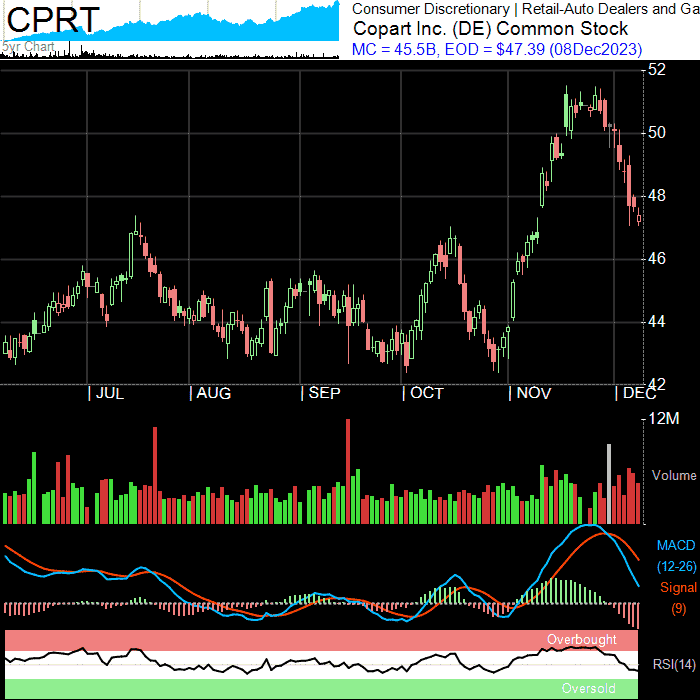 CPRT
5yr Chart
Consumer Discretionary | Retail-Auto Dealers and Ga
Copart Inc. (DE) Common Stock
MC = 45.5B, EOD = $47.39 (08Dec2023)
52
50
48
46
44
42
| JUL | AUG | SEP | OCT | NOV | DEC
12M
Volume
MACD
(12-26)
Signal
(9)
Overbought
RSI(14)
Oversold